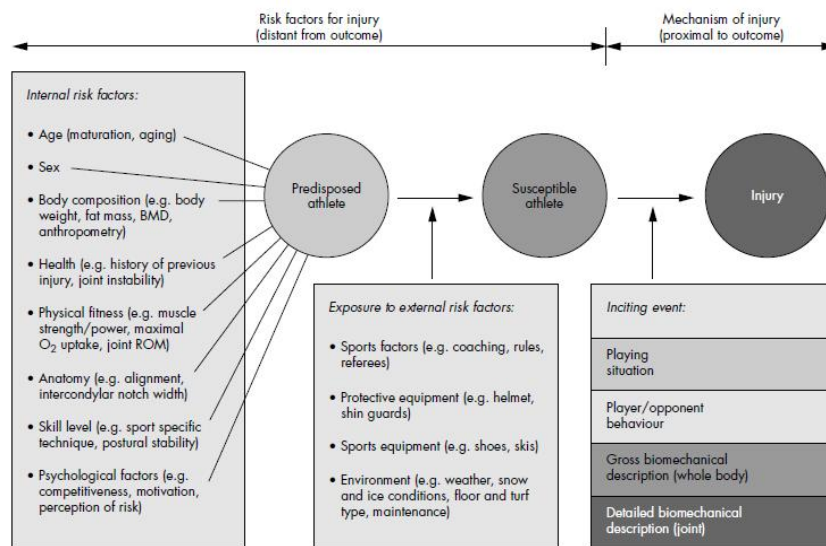 Risk factors for injury
(distant from outcome)
Mechanism of injury
(proximal to outcome)
Internal risk factors:
• Age (maturation, aging)
• Sex
• Body composition (e.g. body
weight, fat mass, BMD,
anthropometry)
• Health (e.g. history of previous
injury, joint instability)
• Physical fitness (e.g. muscle
strength/power, maximal
O2 uptake, joint ROM)
• Anatomy (e.g. alignment,
intercondylar notch width)
• Skill level (e.g. sport specific
technique, postural stability)
• Psychological factors (e.g.
competitiveness, motivation,
perception of risk)
Predisposed
athlete
Susceptible
athlete
Injury
Exposure to external risk factors:
• Sports factors (e.g. coaching, rules,
referees)
• Protective equipment (e.g. helmet,
shin guards)
• Sports equipment (e.g. shoes, skis)
• Environment (e.g. weather, snow
and ice conditions, floor and turf
type, maintenance)
Inciting event:
Playing
situation
Player/opponent
behaviour
Gross biomechanical
description (whole body)
Detailed biomechanical
description (joint)